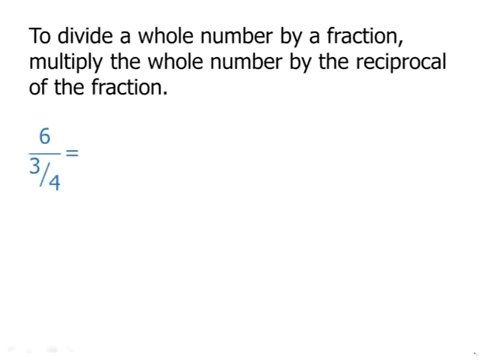 To divide a whole number by a fraction,
multiply the whole number by the reciprocal
of the fraction.
6
3/4 =